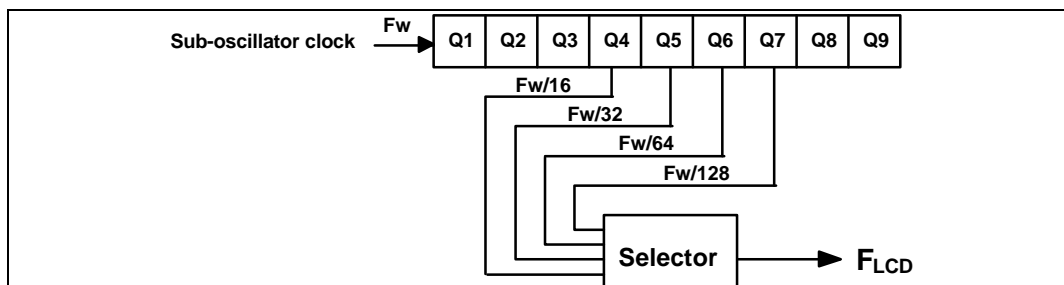 Fw
Sub-oscillator clock
Q1 Q2 Q3 Q4 Q5 Q6 Q7 Q8 Q9
Fw/16
Fw/32
Fw/64
Fw/128
Selector
FLCD